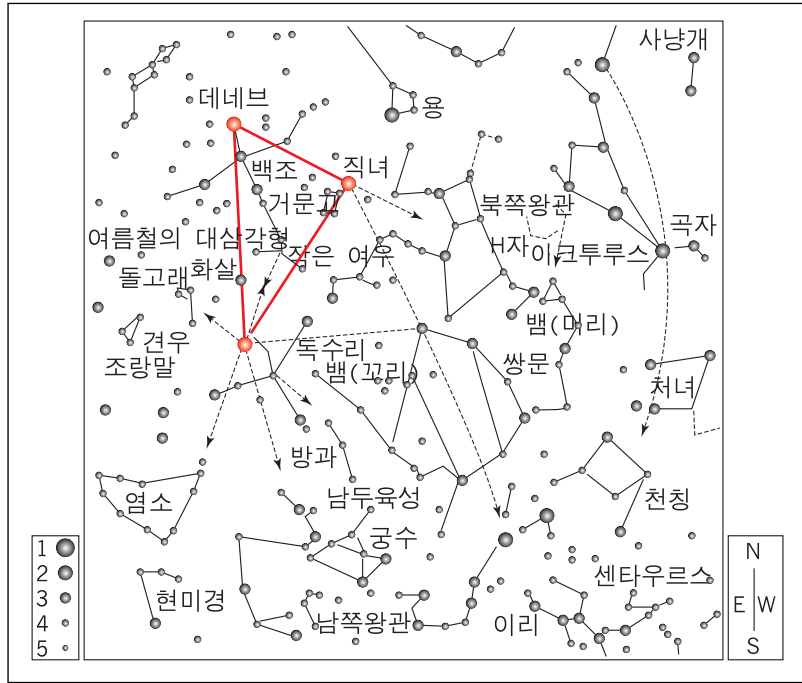 사냥개
데네브
용
백조
직녀
거문고
북쪽왕관
곡자
여름철의 대삼각형
작은 여우
H자
아크투루스
돌고래
화살
뱀(머리)
견우
조랑말
독수리
뱀(꼬리)
쌍문
처녀
방과
염소
남두육성
천칭
궁수
1
2
3
4
5
현미경
남쪽왕관
이리
센타우르스
N
E W
S